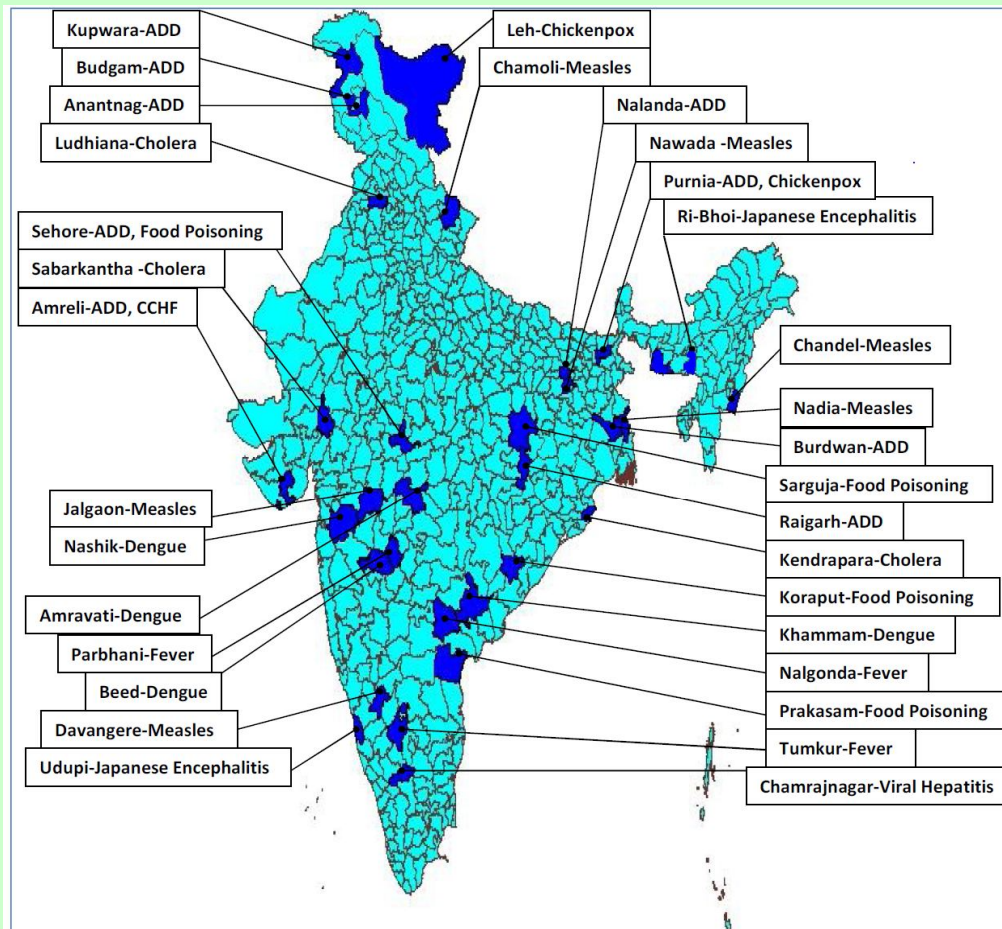 Kupwara-ADD
Budgam-ADD
Anantnag-ADD
Ludhiana-Cholera
Sehore-ADD, Food Poisoning
Sabarkantha -Cholera
Amreli-ADD, CCHF
Jalgaon-Measles
Nashik-Dengue
Amravati-Dengue
Parbhani-Fever
Beed-Dengue
Davangere-Measles
Udupi-Japanese Encephalitis
Leh-Chickenpox
Chamoli-Measles
Nalanda-ADD
Nawada -Measles
Purnia-ADD, Chickenpox
Ri-Bhoi-Japanese Encephalitis
Chandel-Measles
Nadia-Measles
Burdwan-ADD
Sarguja-Food Poisoning
Raigarh-ADD
Kendrapara-Cholera
Koraput-Food Poisoning
Khammam-Dengue
Nalgonda-Fever
Prakasam-Food Poisoning
Tumkur-Fever
Chamrajnagar-Viral Hepatitis